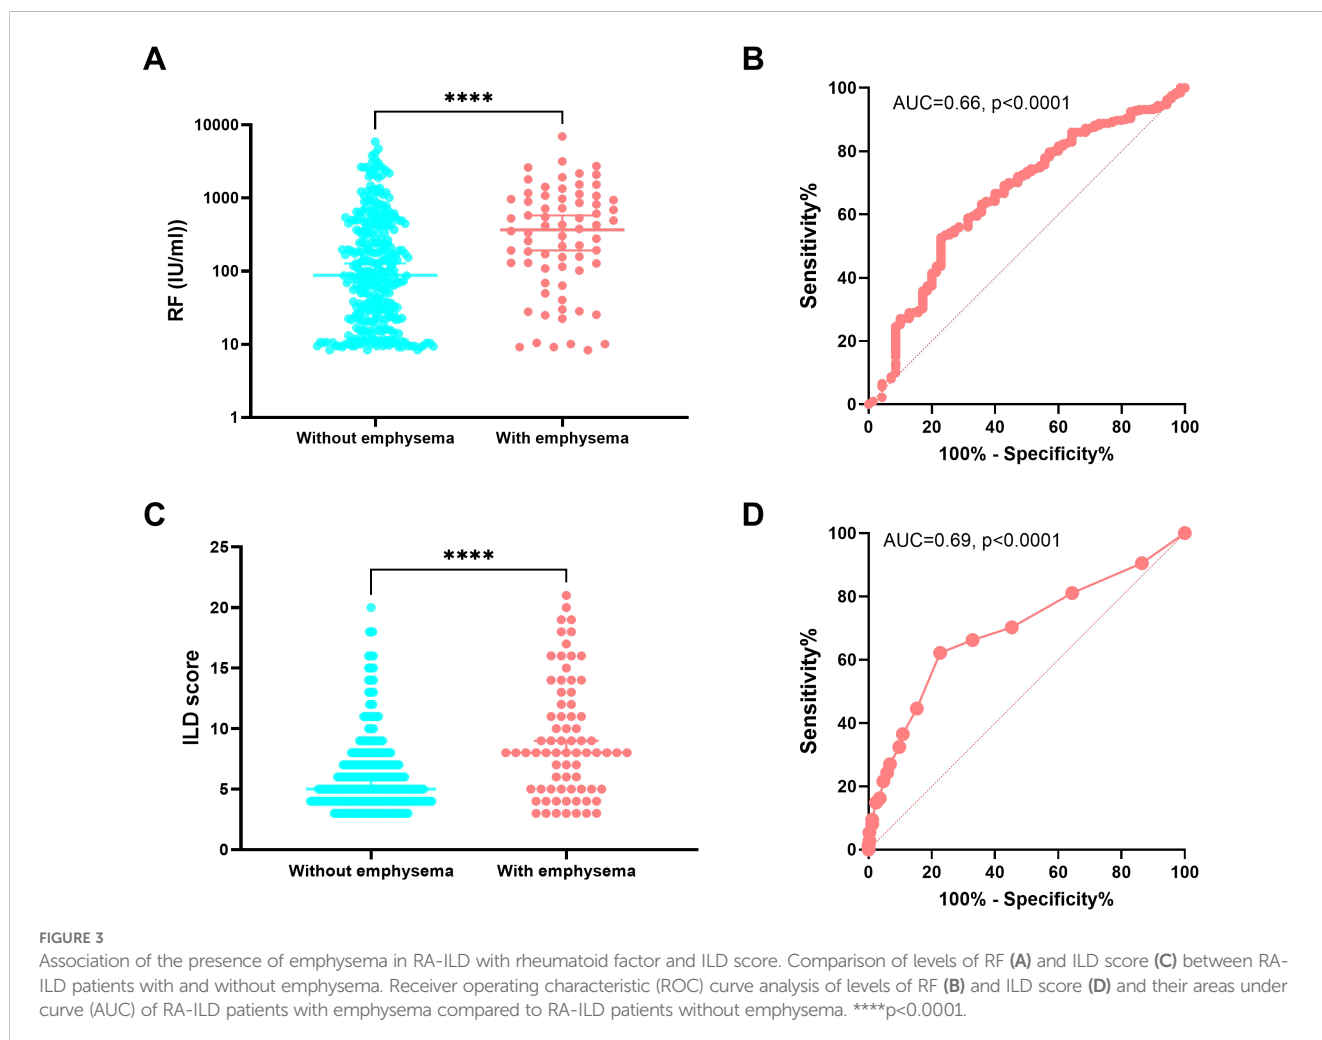 A
****
10000
1000
100
10
1
RF (IU/ml))
Without emphysema
With emphysema
B
AUC=0.66, p<0.0001
100
80
60
40
20
0
Sensitivity%
0 20 40 60 80 100
100% - Specificity%
C
****
25
20
15
10
5
0
ILD score
Without emphysema
With emphysema
D
AUC=0.69, p<0.0001
100
80
60
40
20
0
Sensitivity%
0 20 40 60 80 100
100% - Specificity%
FIGURE 3
Association of the presence of emphysema in RA-ILD with rheumatoid factor and ILD score. Comparison of levels of RF (A) and ILD score (C) between RA-
ILD patients with and without emphysema. Receiver operating characteristic (ROC) curve analysis of levels of RF (B) and ILD score (D) and their areas under
curve (AUC) of RA-ILD patients with emphysema compared to RA-ILD patients without emphysema. ****p<0.0001.